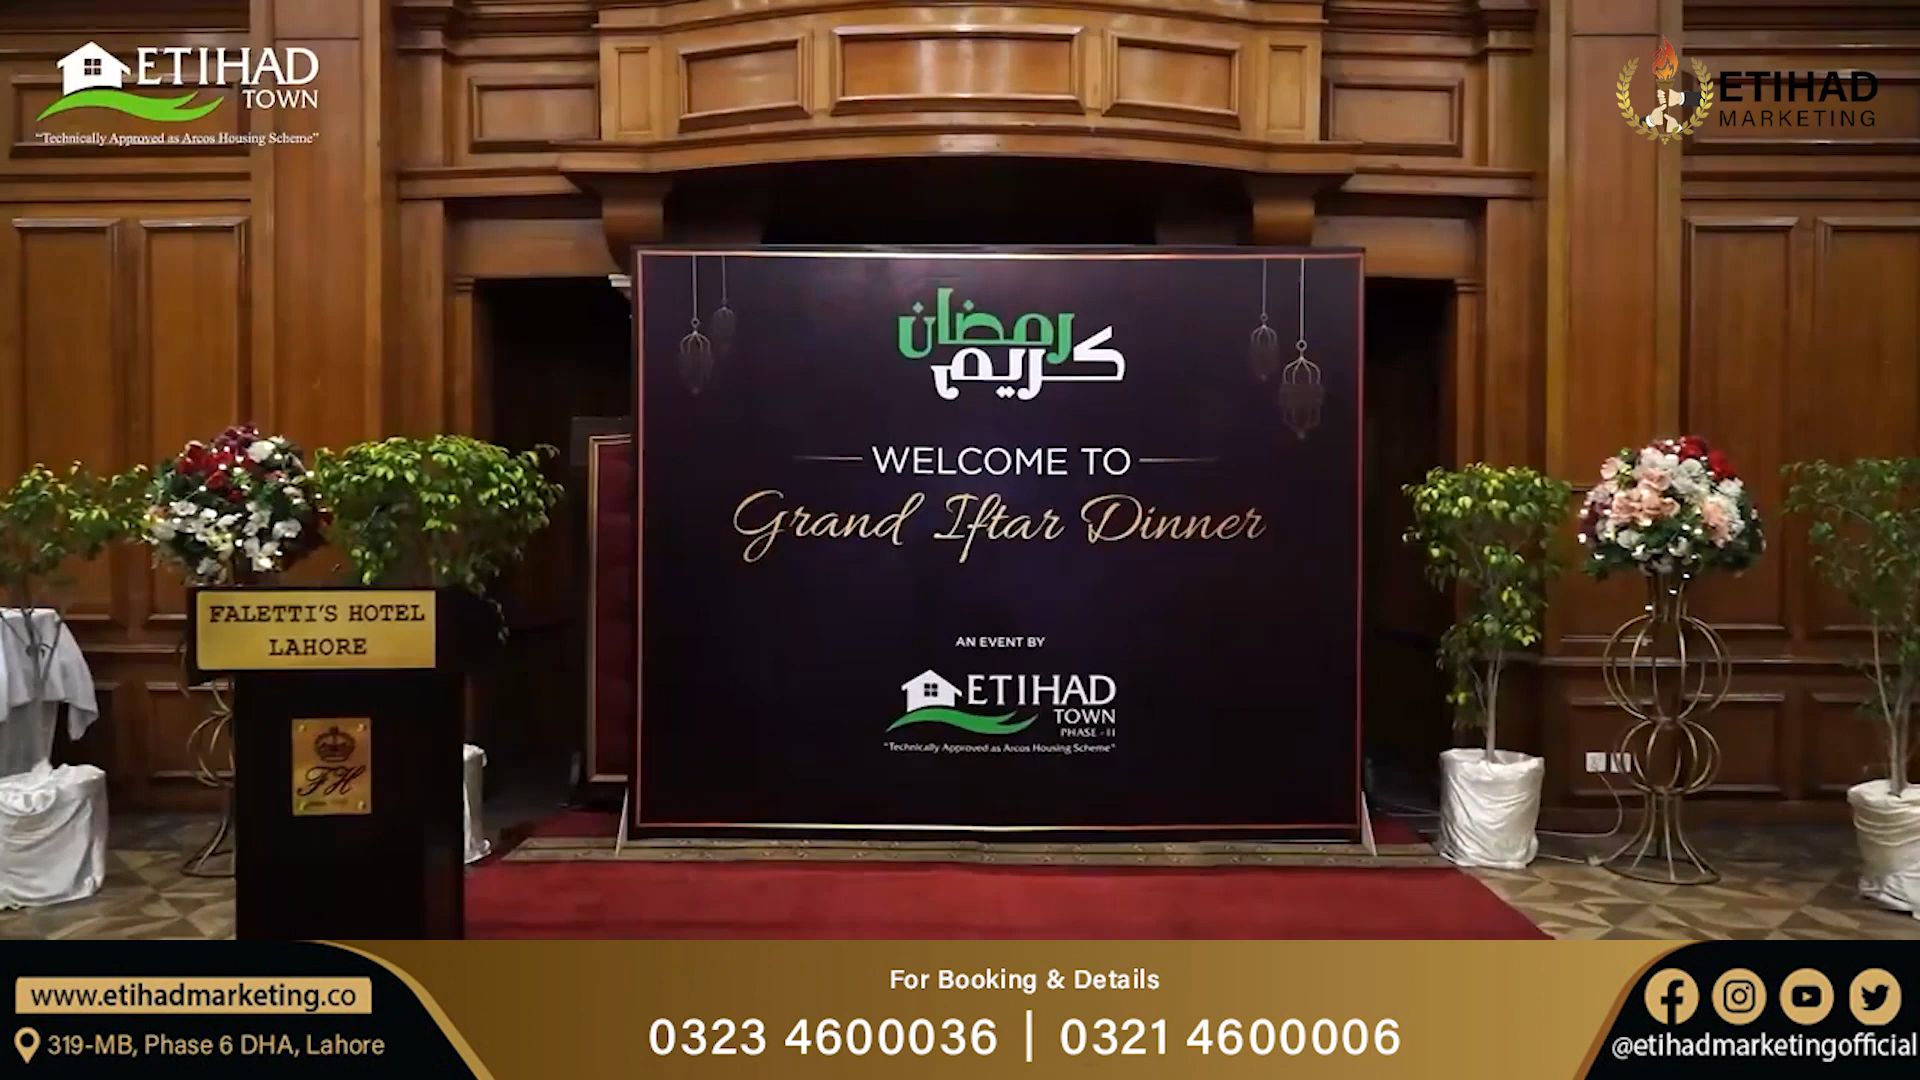 ETIHAD
TOWN
"Technically Approved as Arcos Housing Scheme"
ETIHAD
MARKETING
رمضان
كريم
WELCOME TO
Grand Iftar Dinner
AN EVENT BY
ETIHAD
TOWN
PHASE - II
"Technically Approved as Arcos Housing Scheme"
FALETTI'S HOTEL
LAHORE
FH
www.etihadmarketing.co
319-MB, Phase 6 DHA, Lahore
For Booking & Details
0323 4600036 | 0321 4600006
@etihadmarketingofficial